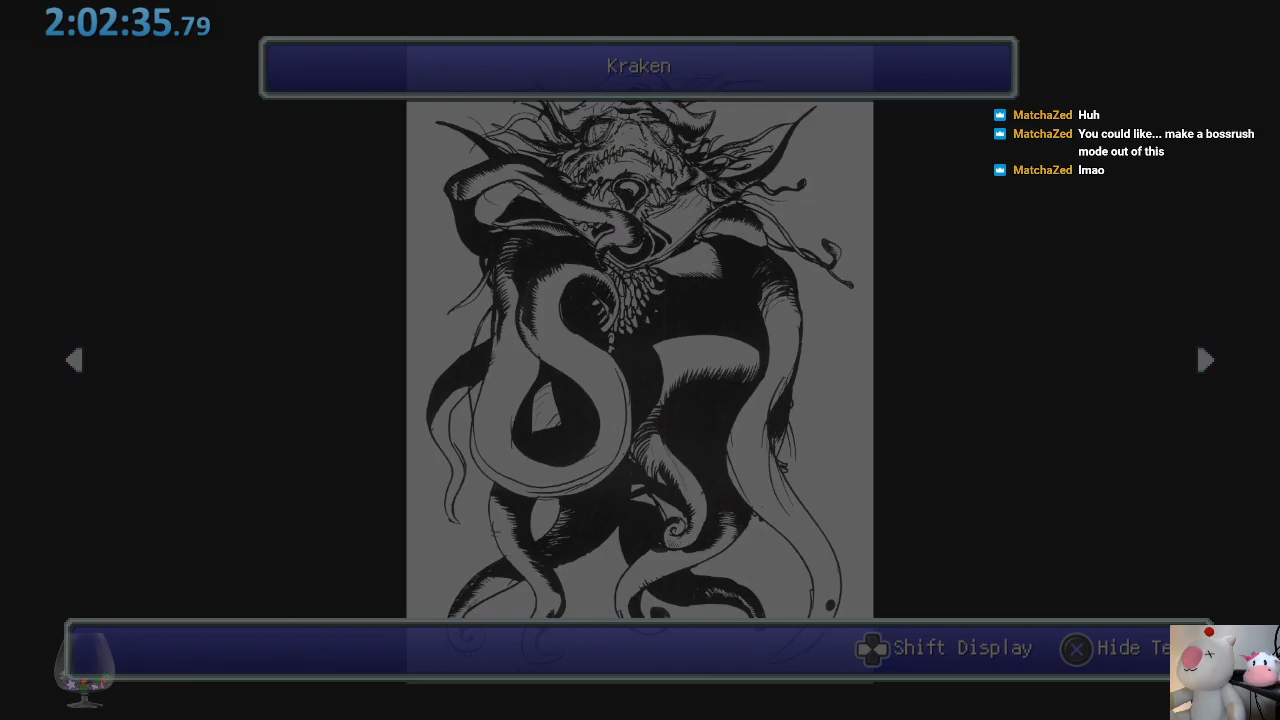 2:02:35.79
Kraken
MatchaZed Huh
MatchaZed You could like... make a bossrush
mode out of this
MatchaZed lmao
Shift Display Hide Te